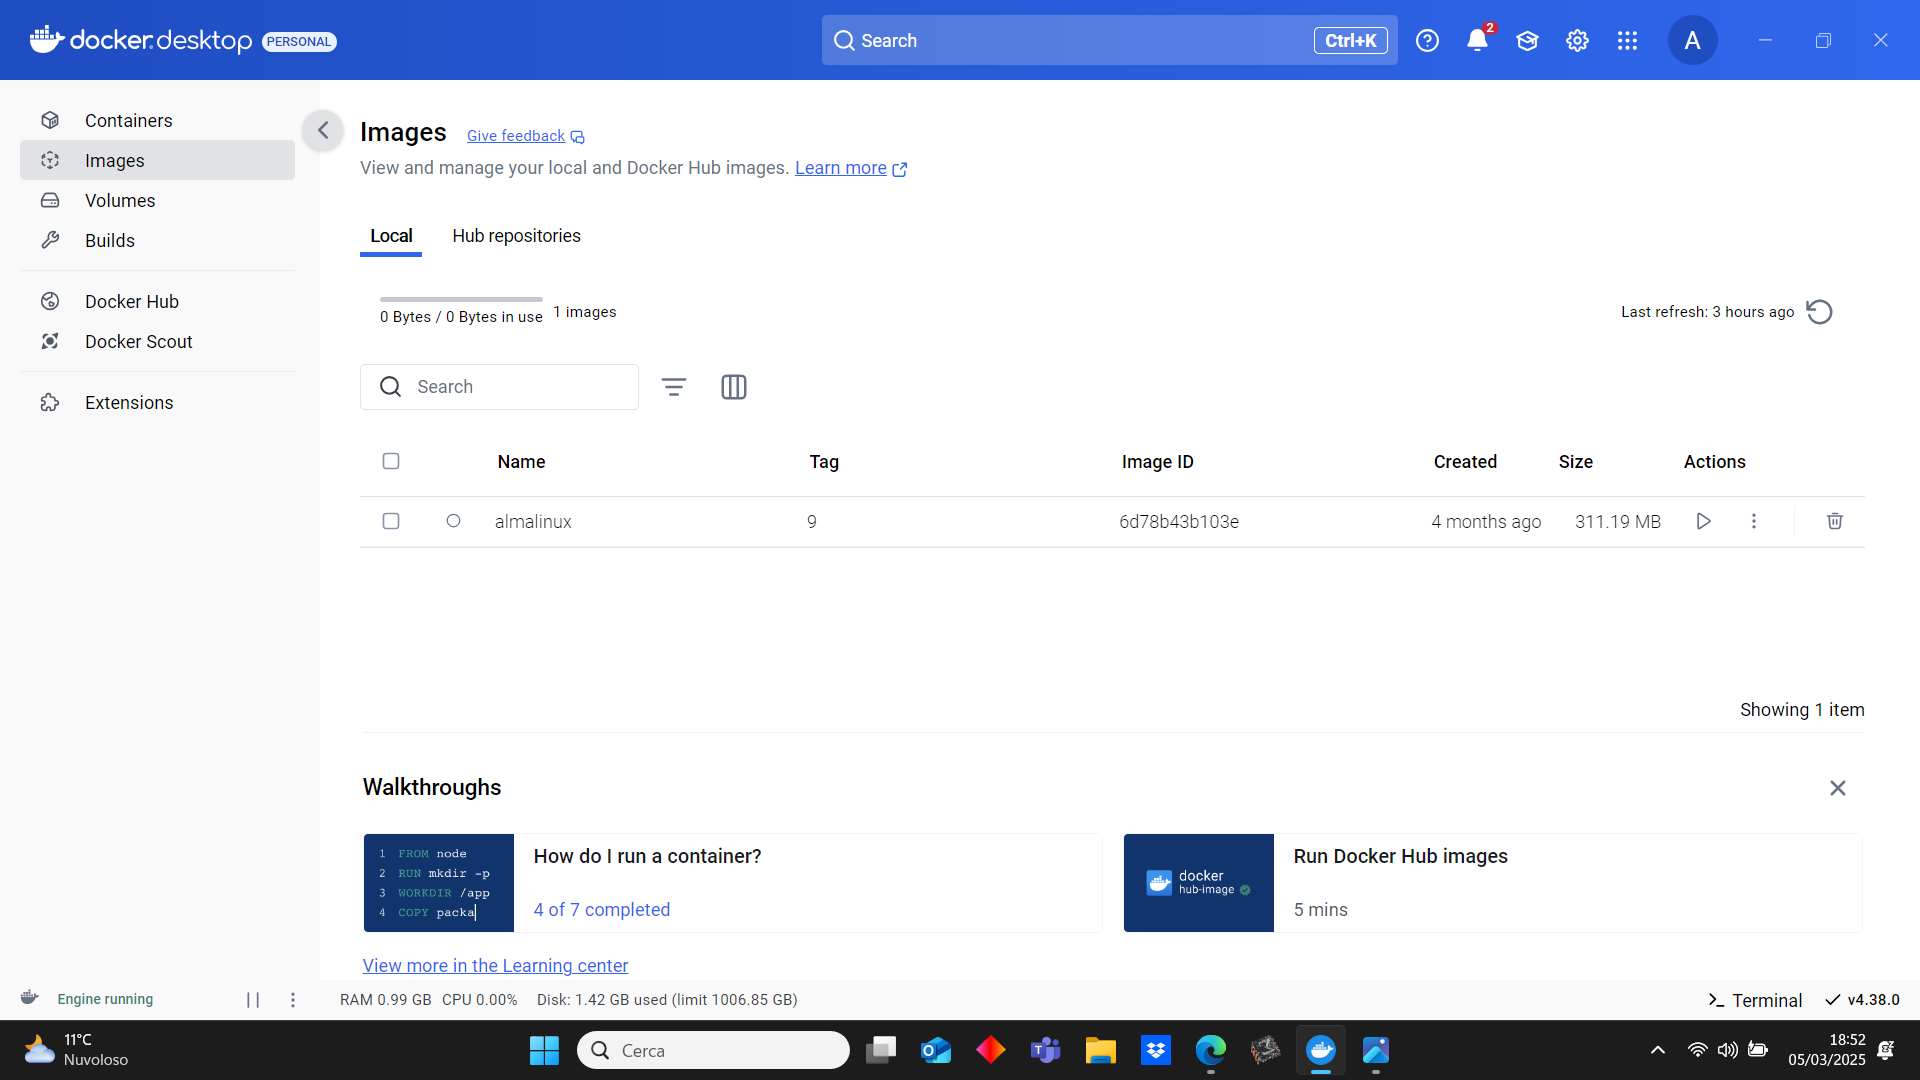 docker.desktop PERSONAL
Search Ctrl+K
2
A
Containers
Images
Volumes
Builds
Docker Hub
Docker Scout
Extensions
Images Give feedback
View and manage your local and Docker Hub images. Learn more
Local Hub repositories
0 Bytes / 0 Bytes in use 1 images
Last refresh: 3 hours ago
Search
Name Tag Image ID Created Size Actions
almalinux 9 6d78b43b103e 4 months ago 311.19 MB
Showing 1 item
Walkthroughs
1 FROM node
2 RUN mkdir -p
3 WORKDIR /app
4 COPY packa
How do I run a container?
4 of 7 completed
docker
hub-image
Run Docker Hub images
5 mins
View more in the Learning center
Engine running
RAM 0.99 GB CPU 0.00% Disk: 1.42 GB used (limit 1006.85 GB)
Terminal v4.38.0
11°C
Nuvoloso
Cerca
18:52
05/03/2025